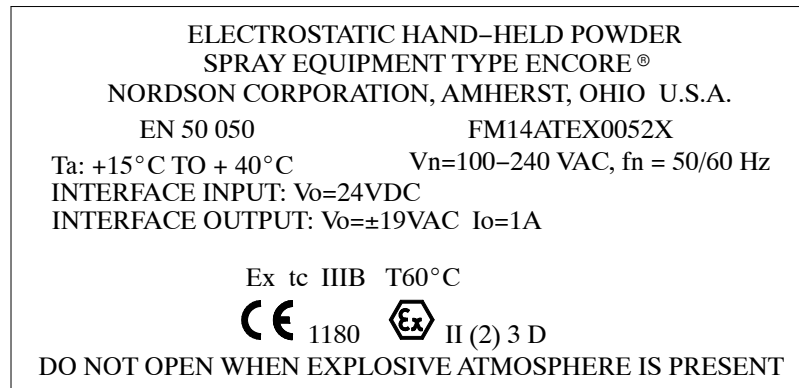 ELECTROSTATIC HAND–HELD POWDER
SPRAY EQUIPMENT TYPE ENCORE ®
NORDSON CORPORATION, AMHERST, OHIO U.S.A.
EN 50 050 FM14ATEX0052X
Ta: +15°C TO + 40°C Vn=100–240 VAC, fn = 50/60 Hz
INTERFACE INPUT: Vo=24VDC
INTERFACE OUTPUT: Vo=±19VAC Io=1A
Ex tc IIIB T60°C
CE 1180 Ex II (2) 3 D
DO NOT OPEN WHEN EXPLOSIVE ATMOSPHERE IS PRESENT